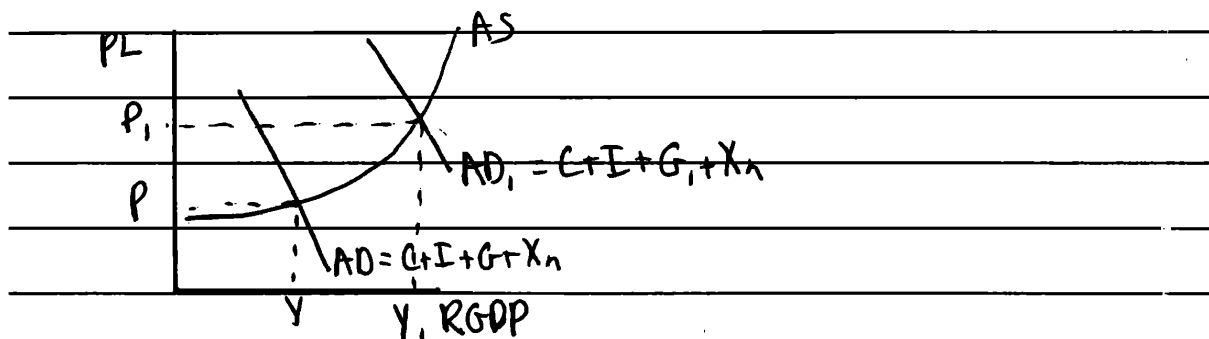 PL
AS
P₁
AD₁ = C+I+G₁+Xn
P
AD = C+I+G+Xn
Y
Y₁ RGDP